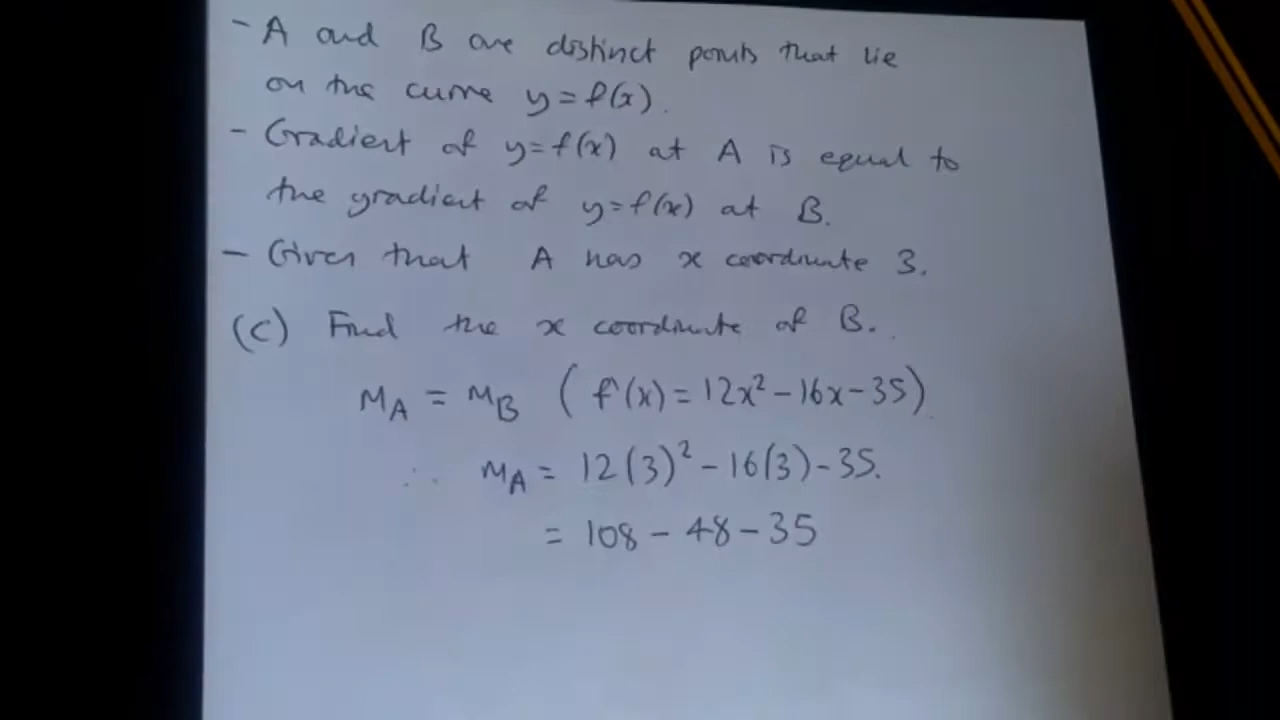 - A and B are distinct points that lie
on the curve y=f(x).
- Gradient of y=f(x) at A is equal to
the gradient of y=f(x) at B.
- Given that A has x coordinate 3.
(c) Find the x coordinate of B.
M_A = M_B (f'(x) = 12x² - 16x - 35)
∴ M_A = 12(3)² - 16(3) - 35.
= 108 - 48 - 35